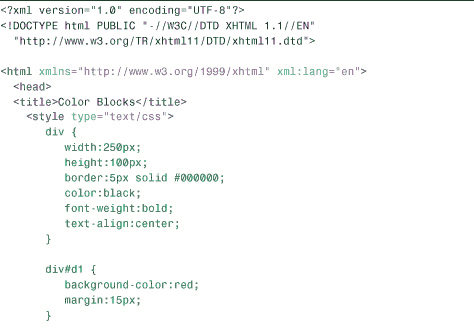 <?xml version="1.0" encoding="UTF-8"?>
<!DOCTYPE html PUBLIC "-//W3C//DTD XHTML 1.1//EN"
"http://www.w3.org/TR/xhtml11/DTD/xhtml11.dtd">
<html xmlns="http://www.w3.org/1999/xhtml" xml:lang="en">
<head>
<title>Color Blocks</title>
<style type="text/css">
div {
width:250px;
height:100px;
border:5px solid #000000;
color:black;
font-weight:bold;
text-align:center;
}
div#d1 {
background-color:red;
margin:15px;
}